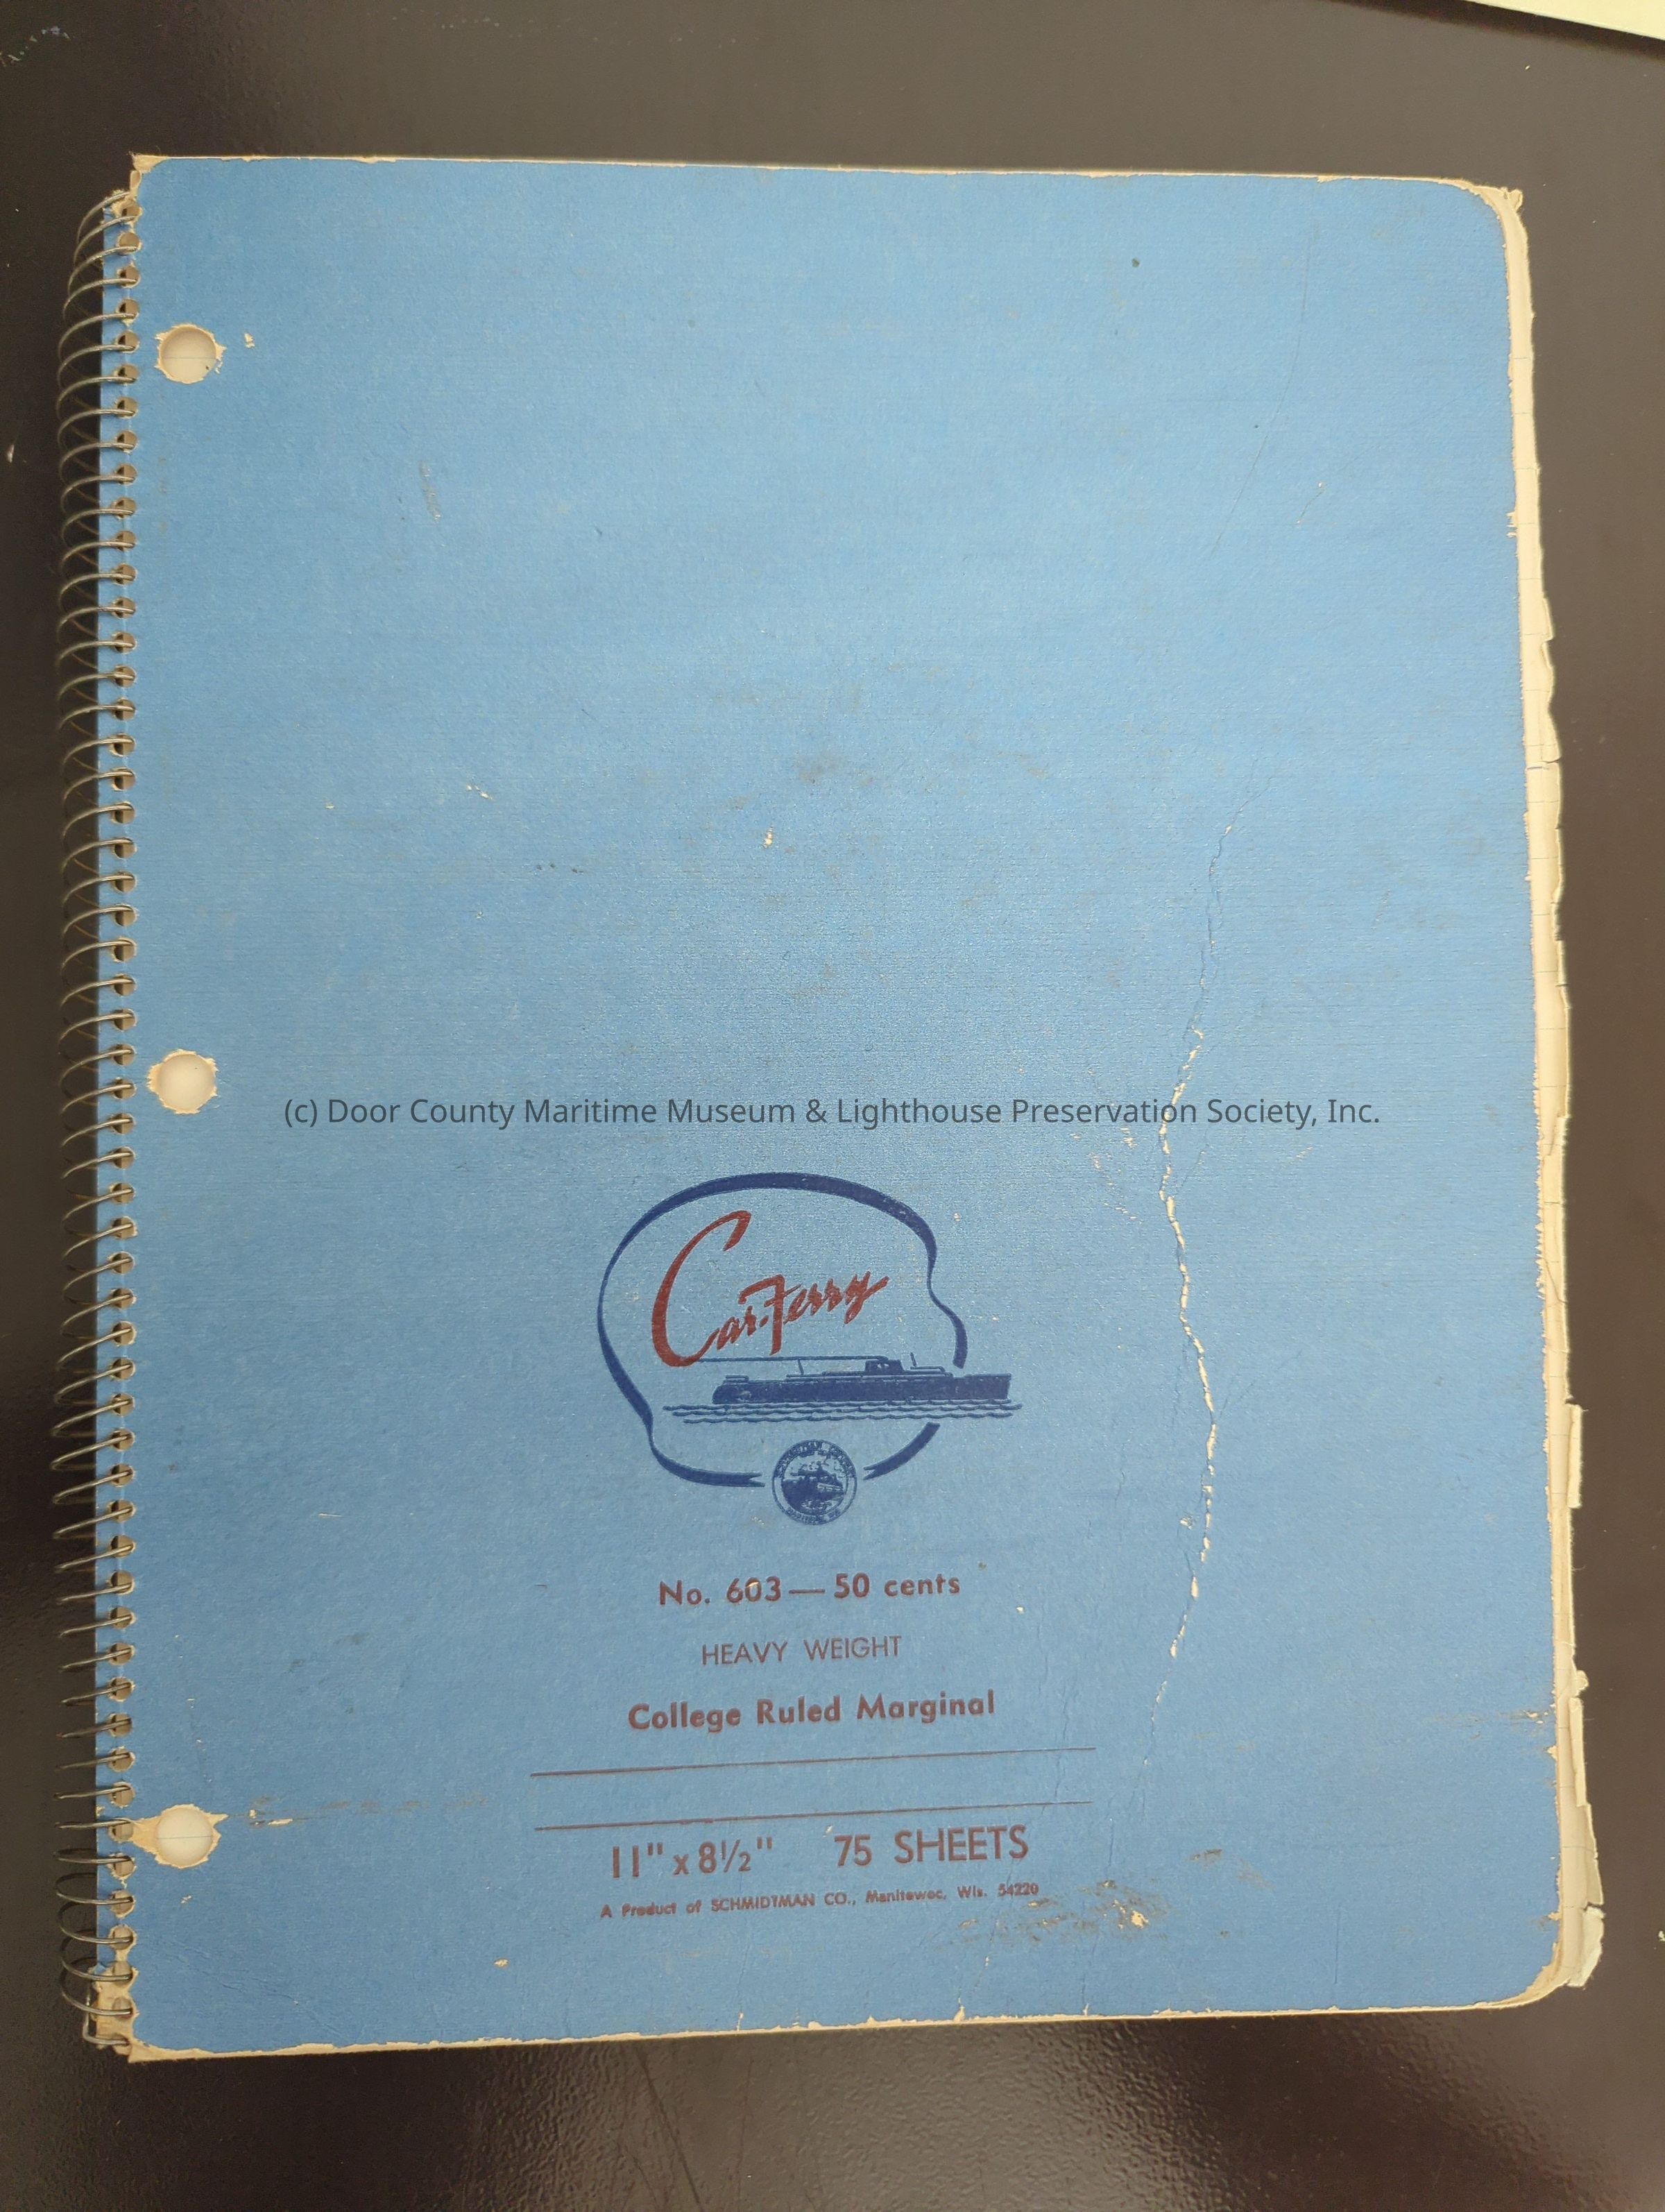 (c) Door County Maritime Museum & Lighthouse Preservation Society, Inc.
Car-Ferry
No. 603 — 50 cents
HEAVY WEIGHT
College Ruled Marginal
11" x 8½" 75 SHEETS
A Product of SCHMIDTMAN CO., Manitowoc, Wis. 54220